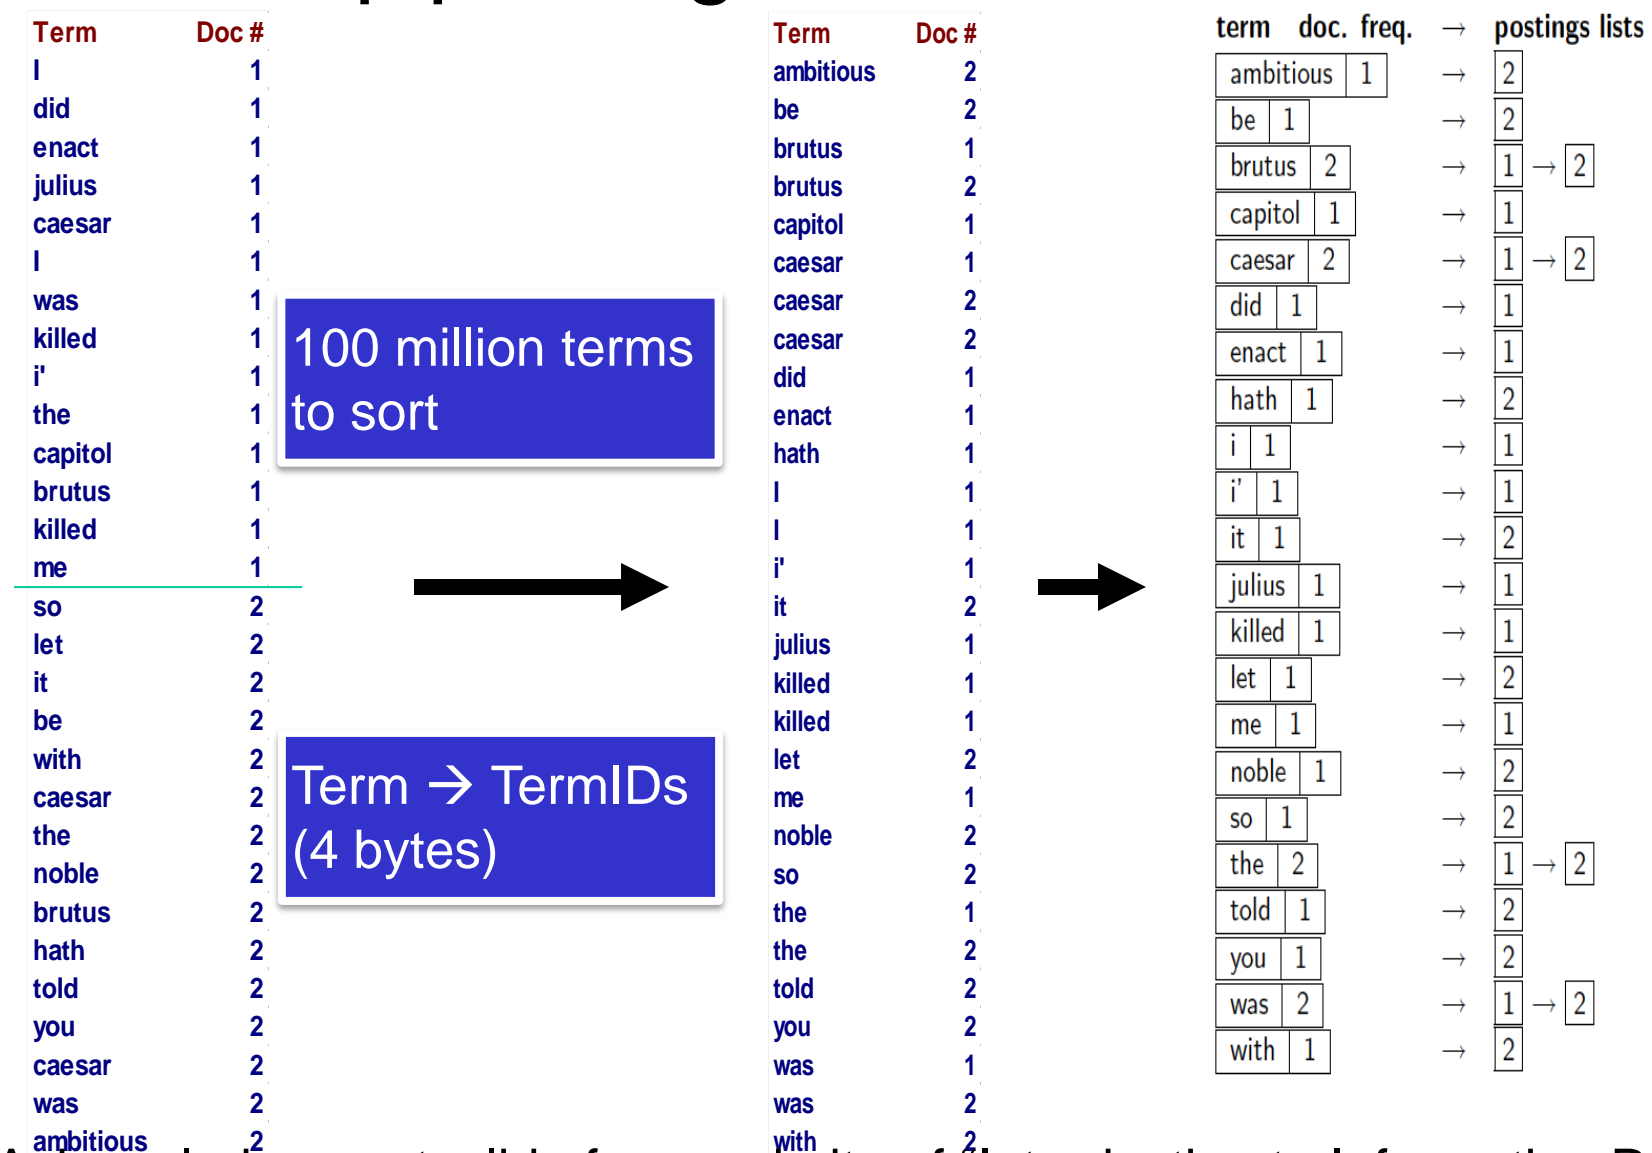 Term Doc #
I 1
did 1
enact 1
julius 1
caesar 1
I 1
was 1
killed 1
i' 1
the 1
capitol 1
brutus 1
killed 1
me 1
so 2
let 2
it 2
be 2
with 2
caesar 2
the 2
noble 2
brutus 2
hath 2
told 2
you 2
caesar 2
was 2
ambitious 2
100 million terms
to sort
Term → TermIDs
(4 bytes)
Term Doc #
ambitious 2
be 2
brutus 1
brutus 2
capitol 1
caesar 1
caesar 2
caesar 2
did 1
enact 1
hath 1
I 1
I 1
i' 1
it 2
julius 1
killed 1
killed 1
let 2
me 1
noble 2
so 2
the 1
the 2
told 2
you 2
was 1
was 2
with 2
term doc. freq. → postings lists
ambitious 1 → 2
be 1 → 2
brutus 2 → 1 → 2
capitol 1 → 1
caesar 2 → 1 → 2
did 1 → 1
enact 1 → 1
hath 1 → 2
i 1 → 1
i' 1 → 1
it 1 → 2
julius 1 → 1
killed 1 → 1
let 1 → 2
me 1 → 1
noble 1 → 2
so 1 → 2
the 2 → 1 → 2
told 1 → 2
you 1 → 2
was 2 → 1 → 2
with 1 → 2